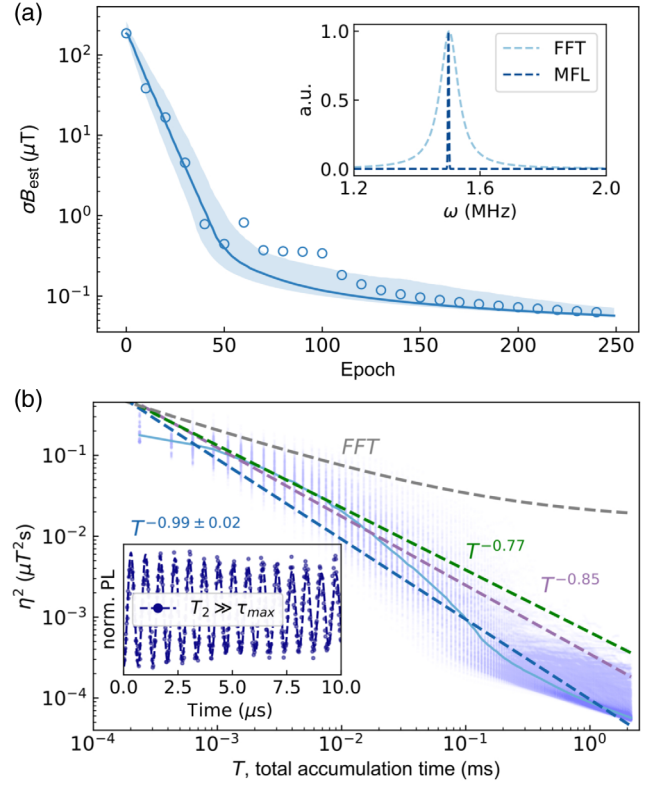 (a)
10²
10¹
10⁰
10⁻¹
σB_est (μT)
0 50 100 150 200 250
Epoch
1.0
0.5
0.0
a.u.
FFT
MFL
1.2 1.6 2.0
ω (MHz)
(b)
10⁻¹
10⁻²
10⁻³
10⁻⁴
η² (μT²s)
FFT
T⁻⁰·⁹⁹ ± ⁰·⁰²
T⁻⁰·⁷⁷
T⁻⁰·⁸⁵
norm. PL
T₂ ≫ τ_max
0.0 2.5 5.0 7.5 10.0
Time (μs)
10⁻⁴ 10⁻³ 10⁻² 10⁻¹ 10⁰
T, total accumulation time (ms)